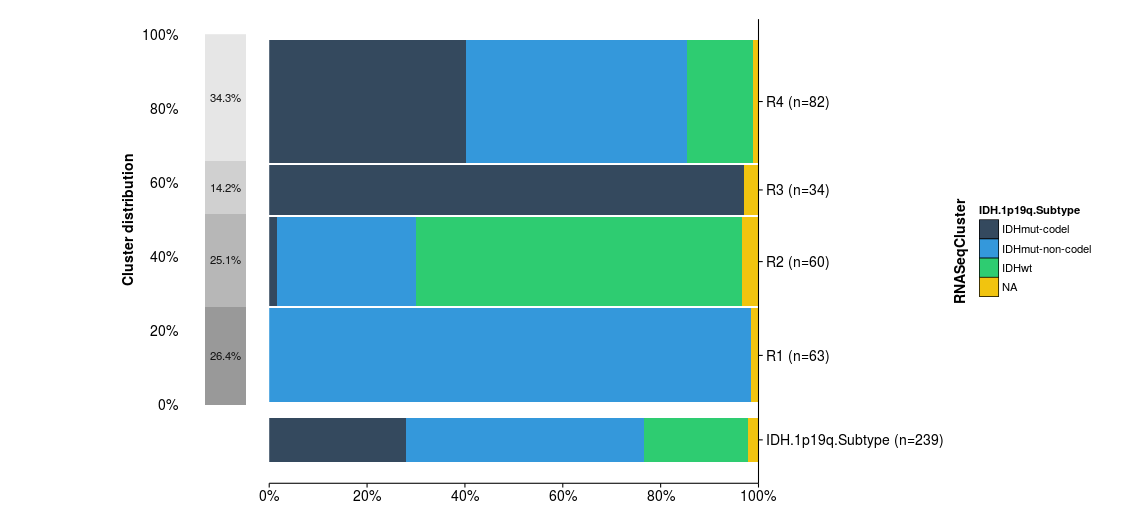 100%
80%
60%
40%
20%
0%
Cluster distribution
34.3%
14.2%
25.1%
26.4%
R4 (n=82)
R3 (n=34)
R2 (n=60)
R1 (n=63)
IDH.1p19q.Subtype (n=239)
0% 20% 40% 60% 80% 100%
RNASeqCluster
IDH.1p19q.Subtype
IDHmut-codel
IDHmut-non-codel
IDHwt
NA